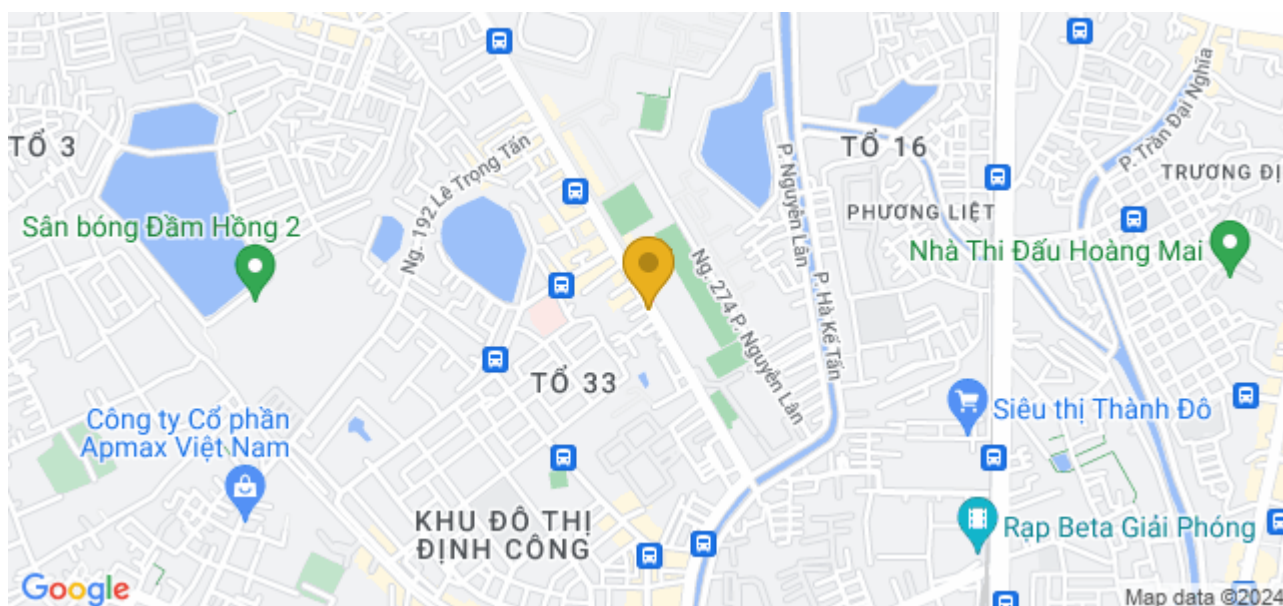 P. Trần Đại Nghĩa
TỔ 3
Ng. 192 Lê Trọng Tấn
P. Nguyễn Lân
TỔ 16
TRƯƠNG ĐỊ
PHƯƠNG LIỆT
Sân bóng Đầm Hồng 2
Nhà Thi Đấu Hoàng Mai
Ng. 274 P. Nguyễn Lân
P. Hà Kế Tấn
TỔ 33
Siêu thị Thành Đô
Công ty Cổ phần
Apmax Việt Nam
KHU ĐÔ THỊ
ĐỊNH CÔNG
Rạp Beta Giải Phóng
Google
Map data ©2024